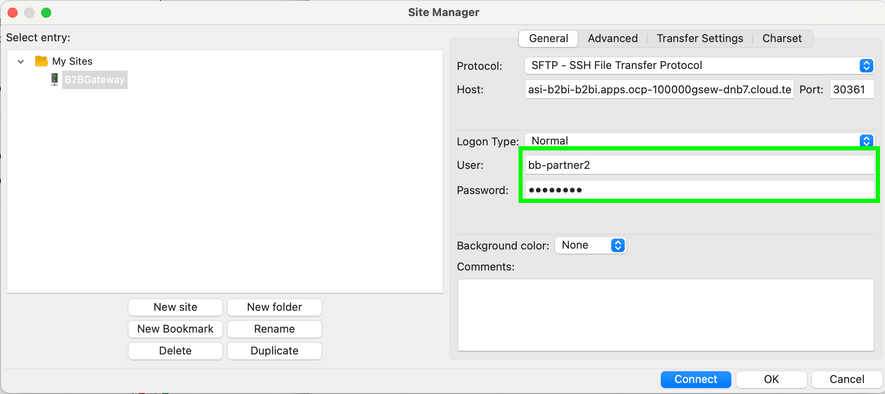 Site Manager
Select entry:
My Sites
B2BGateway
New site
New folder
New Bookmark
Rename
Delete
Duplicate
General
Advanced
Transfer Settings
Charset
Protocol:
SFTP - SSH File Transfer Protocol
Host:
asi-b2bi-b2bi.apps.ocp-100000gsew-dnb7.cloud.te
Port:
30361
Logon Type:
Normal
User:
bb-partner2
Password:
●●●●●●●●
Background color:
None
Comments:
Connect
OK
Cancel